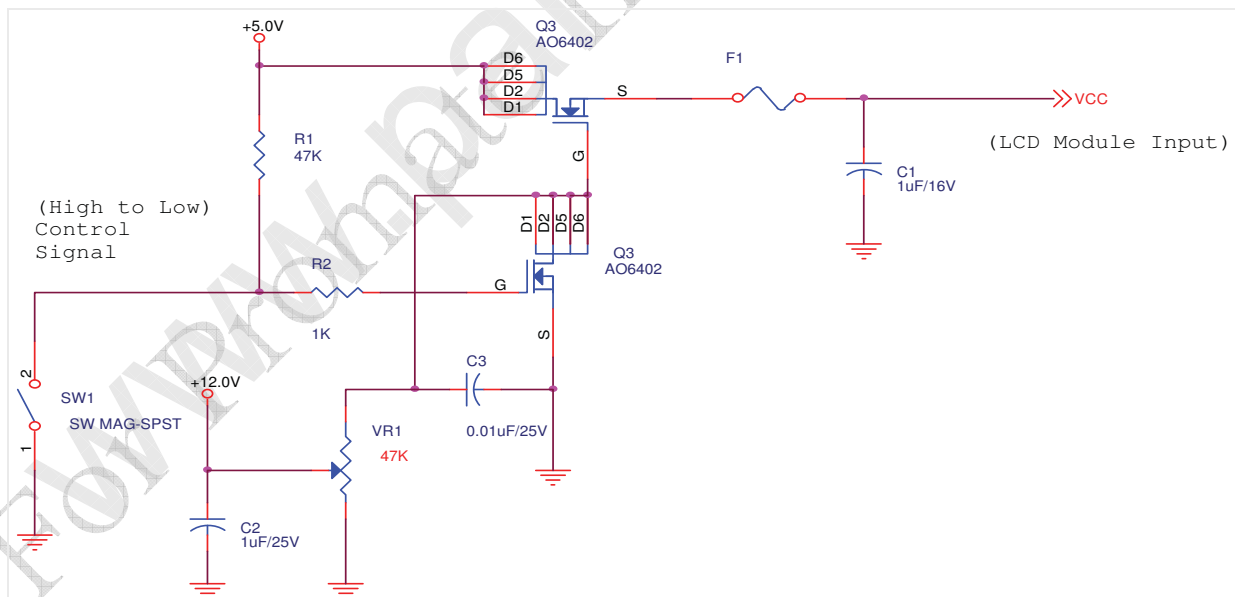 +5.0V
Q3
AO6402
D6
D5
D2
D1
S
G
F1
VCC
(LCD Module Input)
R1
47K
C1
1uF/16V
(High to Low)
Control
Signal
D1
D2
D5
D6
Q3
AO6402
R2
1K
G
S
2
SW1
SW MAG-SPST
1
+12.0V
C3
0.01uF/25V
VR1
47K
C2
1uF/25V